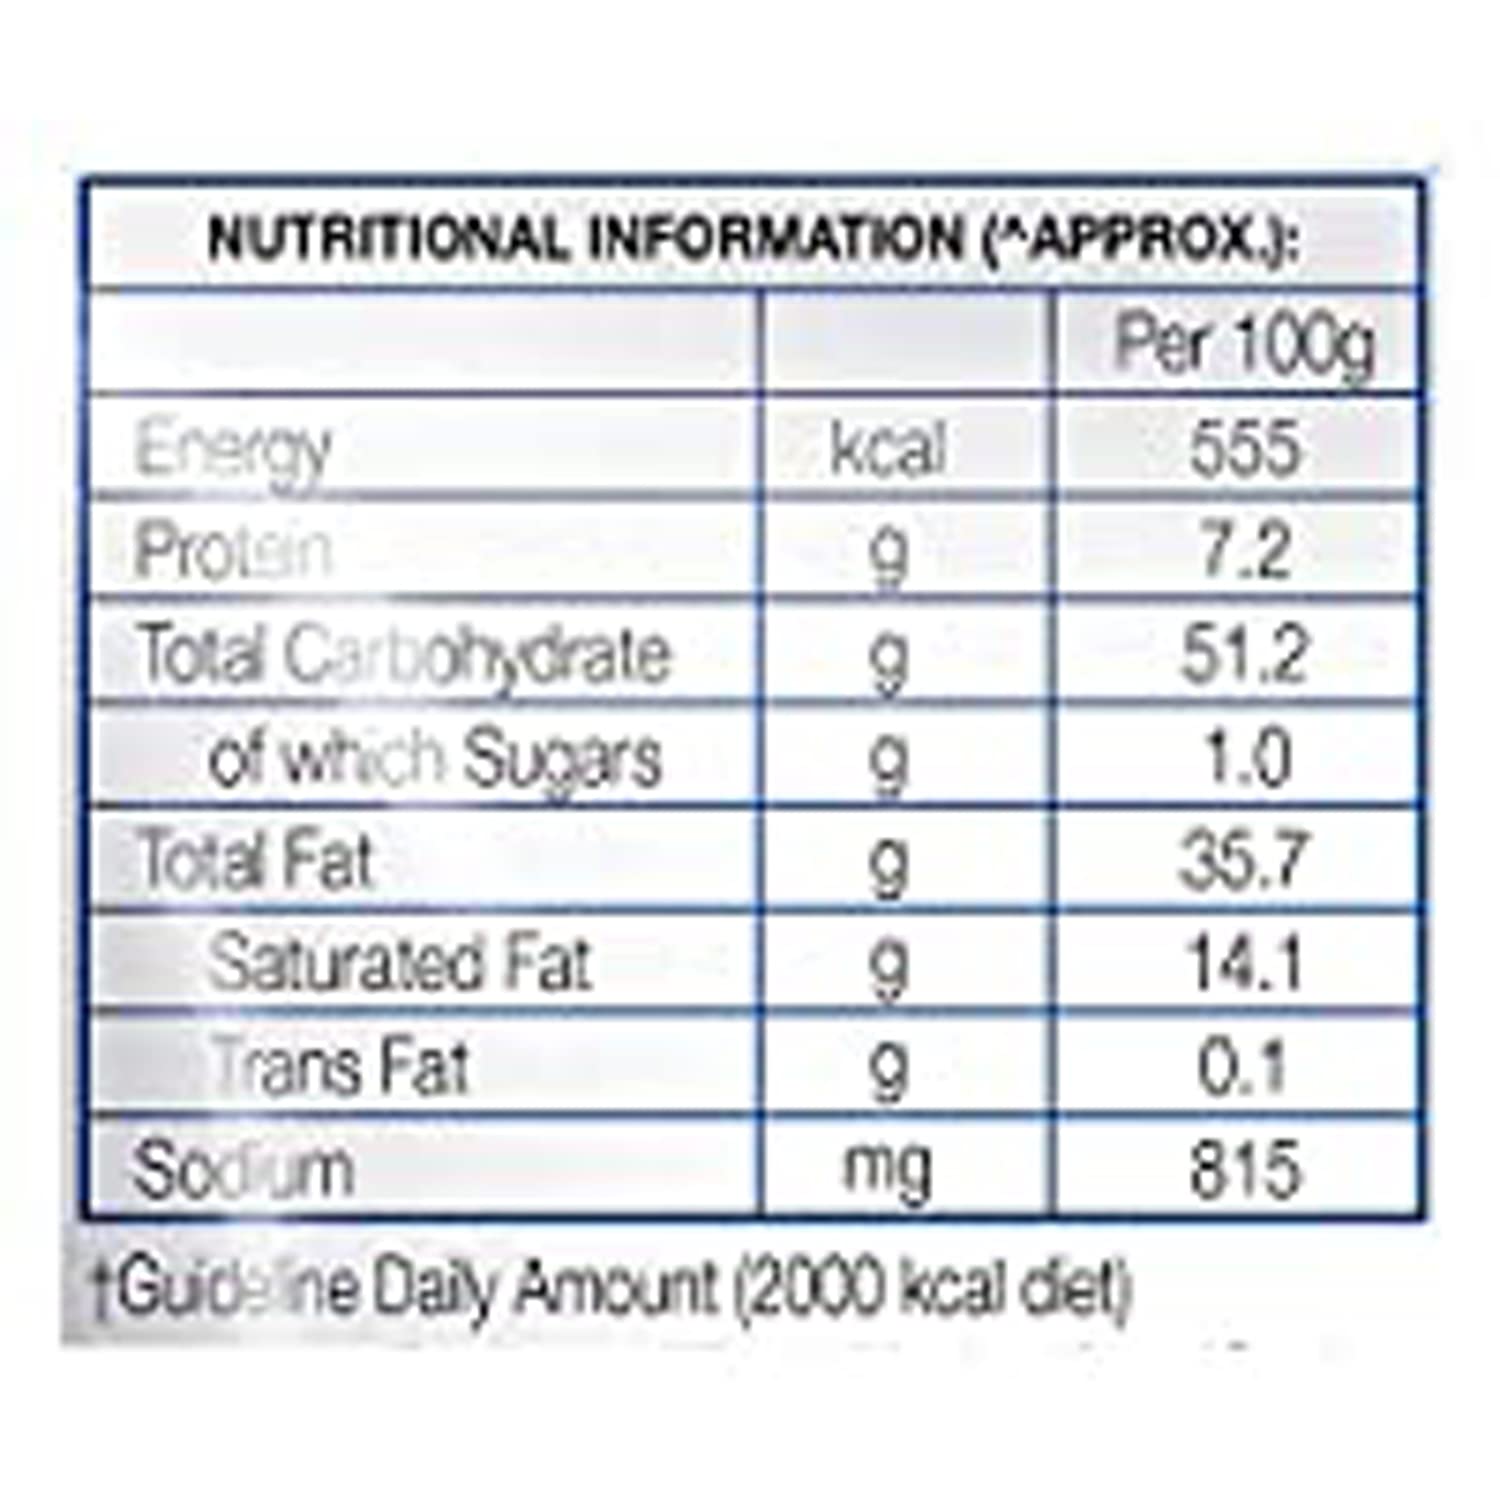 NUTRITIONAL INFORMATION (^APPROX.):
Per 100g
Energy kcal 555
Protein g 7.2
Total Carbohydrate g 51.2
of which Sugars g 1.0
Total Fat g 35.7
Saturated Fat g 14.1
Trans Fat g 0.1
Sodium mg 815
†Guideline Daily Amount (2000 kcal diet)